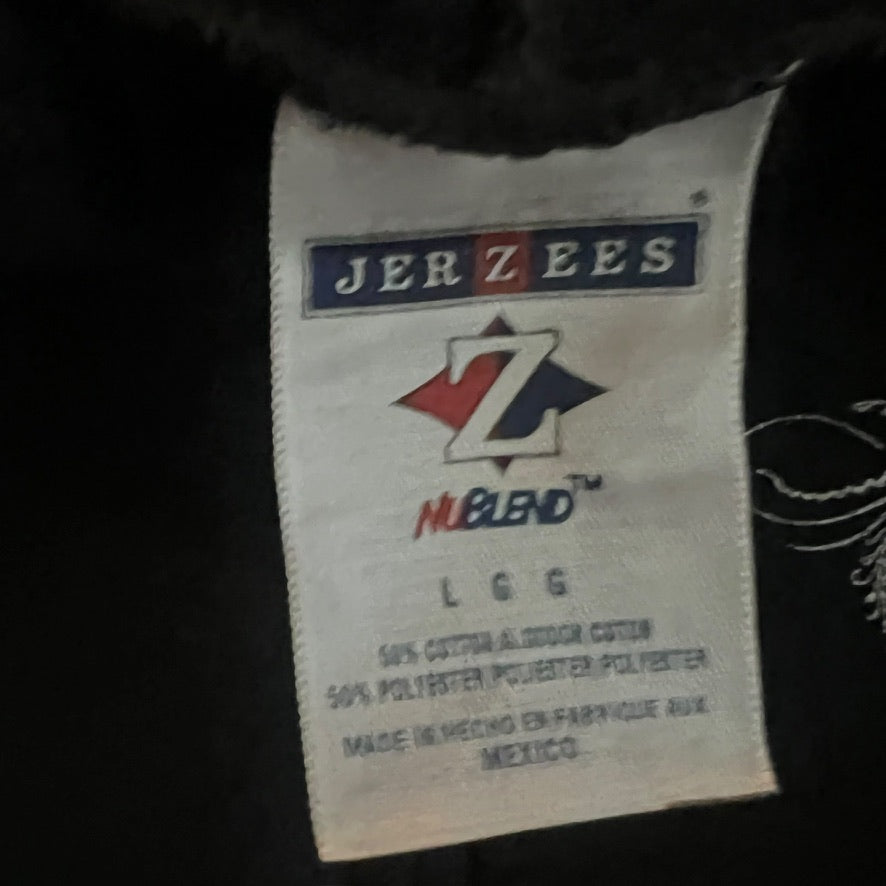 JERZEES®
Z
NUBLEND™
L G G
50% COTTON ALGODON COTON
50% POLYESTER POLIESTER POLYESTER
MADE IN HECHO EN FABRIQUE AUX
MEXICO